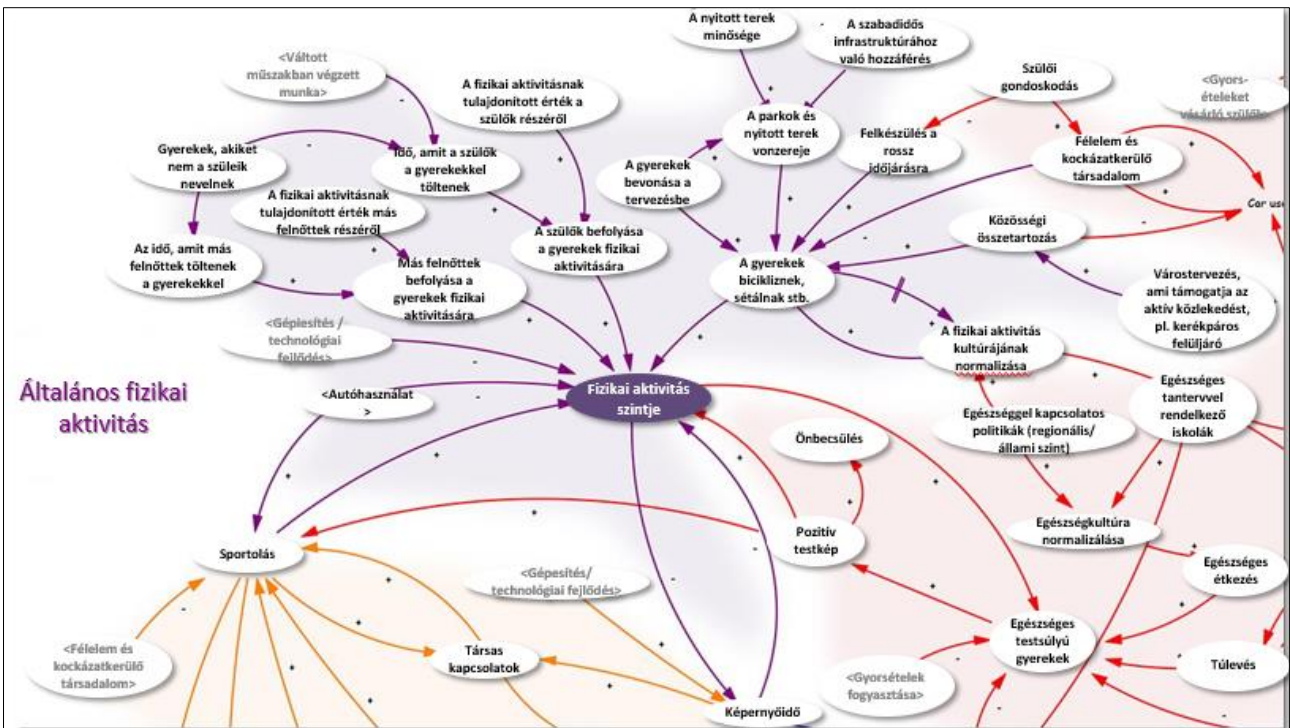 A nyitott terek
minősége
A szabadidős
infrastruktúrához
való hozzáférés
<Váltott
műszakban végzett
munka>
A fizikai aktivitásnak
tulajdonított érték a
szülők részéről
Szülői
gondoskodás
<Gyors-
ételeket
vásárló szülők>
A parkok és
nyitott terek
vonzereje
Felkészülés a
rossz
időjárásra
Félelem és
kockázatkerülő
társadalom
Gyerekek, akiket
nem a szüleik
nevelnek
Idő, amit a szülők
a gyerekekkel
töltenek
A gyerekek
bevonása a
tervezésbe
A fizikai aktivitásnak
tulajdonított érték más
felnőttek részéről
Car use
Közösségi
összetartozás
Az idő, amit más
felnőttek töltenek
a gyerekekkel
A szülők befolyása
a gyerekek fizikai
aktivitására
Más felnőttek
befolyása a
gyerekek fizikai
aktivitására
A gyerekek
bicikliznek,
sétálnak stb.
Várostervezés,
ami támogatja az
aktív közlekedést,
pl. kerékpáros
felüljáró
<Gépiesítés /
technológiai
fejlődés>
A fizikai aktivitás
kultúrájának
normalizása
Általános fizikai
aktivitás
<Autóhasználat
>
Fizikai aktivitás
szintje
Egészséges
tantervvel
rendelkező
iskolák
Egészséggel kapcsolatos
politikák (regionális/
állami szint)
Önbecsülés
Sportolás
Pozitív
testkép
Egészségkultúra
normalizálása
Egészséges
étkezés
<Gépesítés/
technológiai fejlődés>
<Félelem és
kockázatkerülő
társadalom>
Társas
kapcsolatok
Egészséges
testsúlyú
gyerekek
Túlevés
<Gyorsételek
fogyasztása>
Képernyőidő